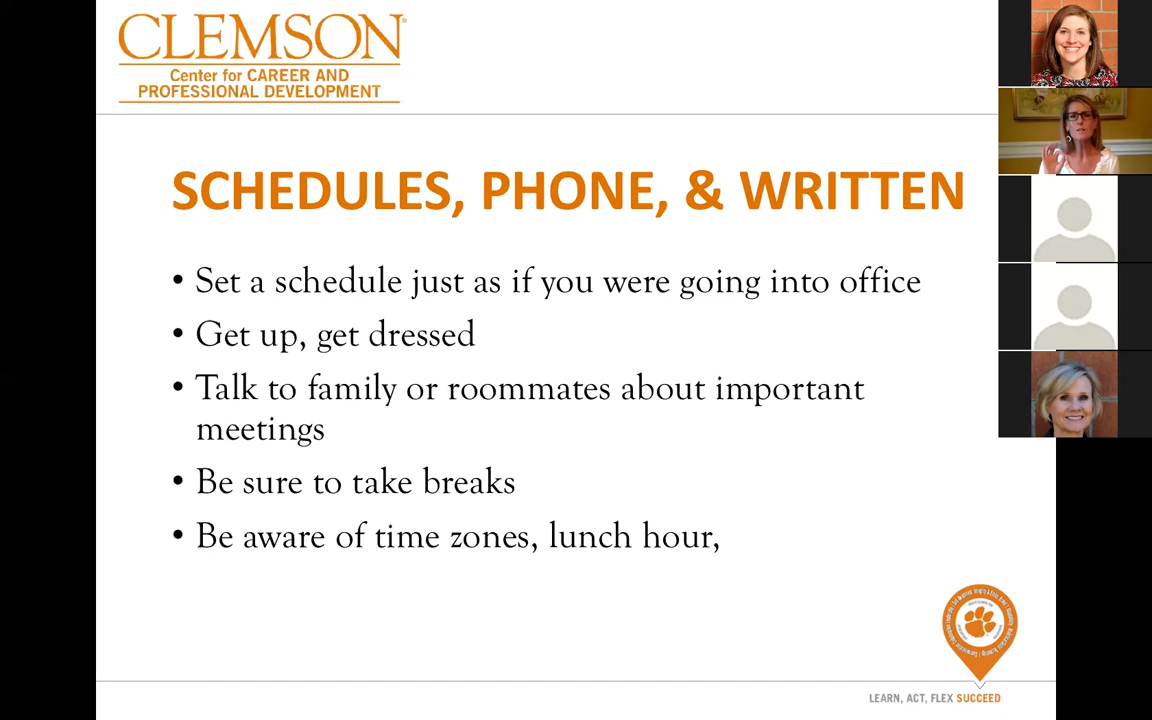 CLEMSON
Center for CAREER AND
PROFESSIONAL DEVELOPMENT
SCHEDULES, PHONE, & WRITTEN
• Set a schedule just as if you were going into office
• Get up, get dressed
• Talk to family or roommates about important
meetings
• Be sure to take breaks
• Be aware of time zones, lunch hour,
LEARN, ACT, FLEX SUCCEED